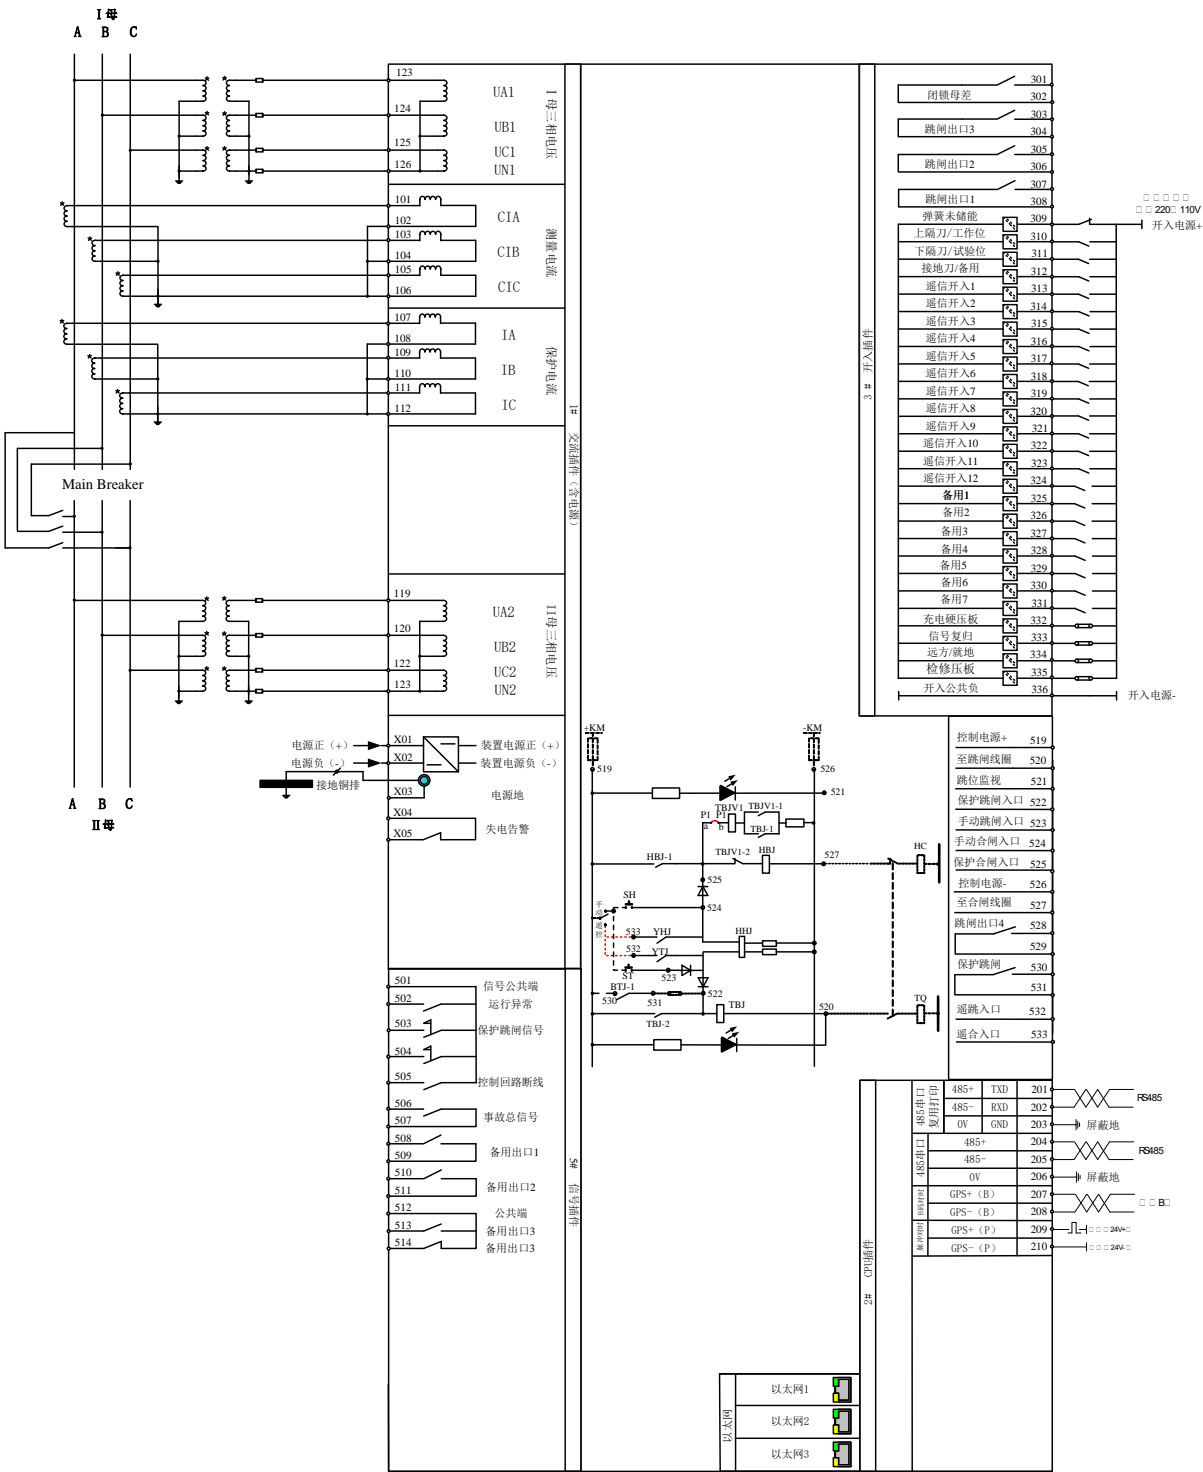 I 母
A B C
123
UA1
124
UB1
125
UC1
126
UN1
I 母三相电压
101
CIA
102
103
CIB
104
105
CIC
106
测量电流
107
IA
108
109
IB
110
111
IC
112
保护电流
1# 交流插件（含电源）
Main Breaker
119
UA2
120
UB2
122
UC2
123
UN2
II母三相电压
A B C
II 母
电源正（+）
X01
装置电源正（+）
电源负（-）
X02
装置电源负（-）
接地铜排
X03
电源地
X04
失电告警
X05
501
信号公共端
502
运行异常
503
保护跳闸信号
504
505
控制回路断线
506
事故总信号
507
508
备用出口1
509
510
备用出口2
511
512
公共端
513
备用出口3
514
备用出口3
5# 信号插件
+KM
-KM
519
526
521
TBJV1
TBJV1-1
P1 P1
a b
TBJ-1
HBJ-1
TBJV1-2
HBJ
527
HC
525
SH
524
手动
遥控
533
YHJ
HHJ
532
YTJ
ST
523
BTJ-1
530
531
522
TBJ
520
TQ
TBJ-2
3# 开入插件
301
闭锁母差
302
303
跳闸出口3
304
305
跳闸出口2
306
307
跳闸出口1
308
弹簧未储能
309
上隔刀/工作位
310
下隔刀/试验位
311
接地刀/备用
312
遥信开入1
313
遥信开入2
314
遥信开入3
315
遥信开入4
316
遥信开入5
317
遥信开入6
318
遥信开入7
319
遥信开入8
320
遥信开入9
321
遥信开入10
322
遥信开入11
323
遥信开入12
324
备用1
325
备用2
326
备用3
327
备用4
328
备用5
329
备用6
330
备用7
331
充电硬压板
332
信号复归
333
远方/就地
334
检修压板
335
开入公共负
336
220 110V
开入电源+
开入电源-
控制电源+
519
至跳闸线圈
520
跳位监视
521
保护跳闸入口
522
手动跳闸入口
523
手动合闸入口
524
保护合闸入口
525
控制电源-
526
至合闸线圈
527
跳闸出口4
528
529
保护跳闸
530
531
遥跳入口
532
遥合入口
533
2# CPU插件
485串口
复用打印
485+ TXD 201
485- RXD 202
0V GND 203
RS485
屏蔽地
485串口
485+ 204
485- 205
0V 206
RS485
屏蔽地
B码对时
GPS+（B） 207
GPS-（B） 208
B
脉冲对时
GPS+（P） 209
24V+
GPS-（P） 210
24V-
以太网
以太网1
以太网2
以太网3